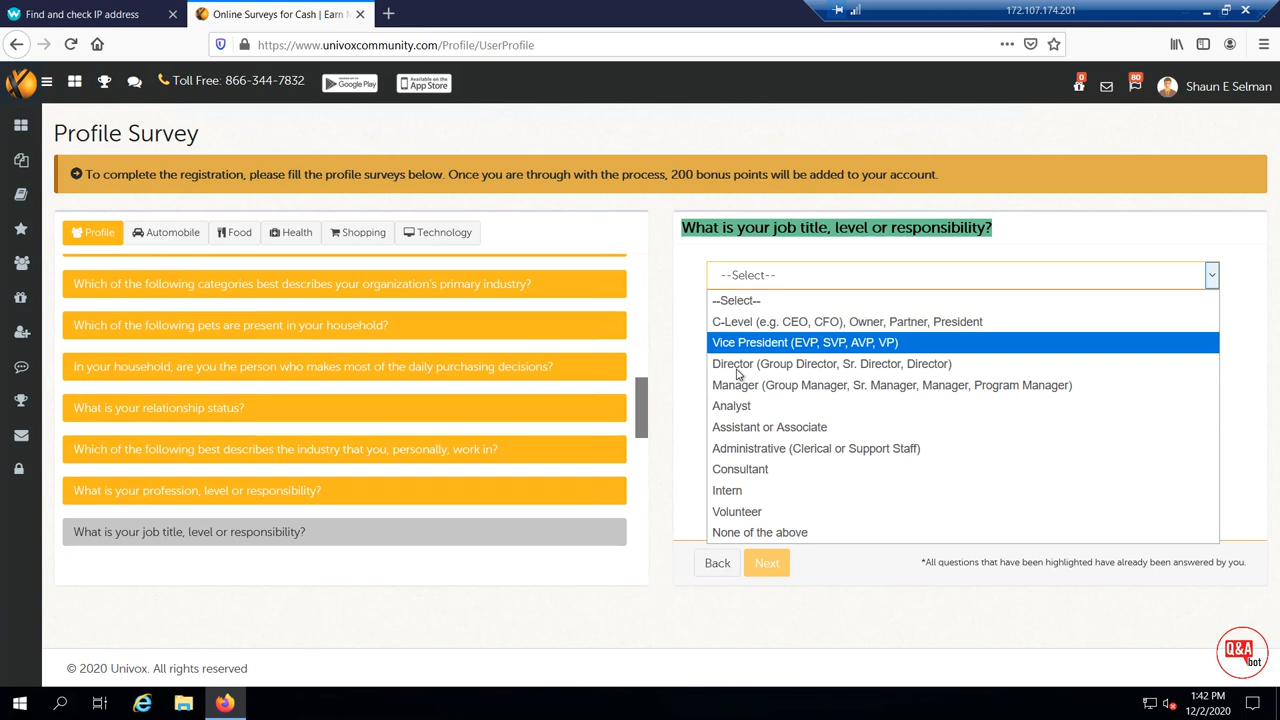 Find and check IP address
Online Surveys for Cash | Earn
172.107.174.201
https://www.univoxcommunity.com/Profile/UserProfile
Toll Free: 866-344-7832
Google Play
Available on the
App Store
0
80
Shaun E Selman
Profile Survey
To complete the registration, please fill the profile surveys below. Once you are through with the process, 200 bonus points will be added to your account.
Profile
Automobile
Food
Health
Shopping
Technology
Which of the following categories best describes your organization's primary industry?
Which of the following pets are present in your household?
In your household, are you the person who makes most of the daily purchasing decisions?
What is your relationship status?
Which of the following best describes the industry that you, personally, work in?
What is your profession, level or responsibility?
What is your job title, level or responsibility?
What is your job title, level or responsibility?
--Select--
--Select--
C-Level (e.g. CEO, CFO), Owner, Partner, President
Vice President (EVP, SVP, AVP, VP)
Director (Group Director, Sr. Director, Director)
Manager (Group Manager, Sr. Manager, Manager, Program Manager)
Analyst
Assistant or Associate
Administrative (Clerical or Support Staff)
Consultant
Intern
Volunteer
None of the above
Back
Next
*All questions that have been highlighted have already been answered by you.
Q&A
bot
© 2020 Univox. All rights reserved
1:42 PM
12/2/2020